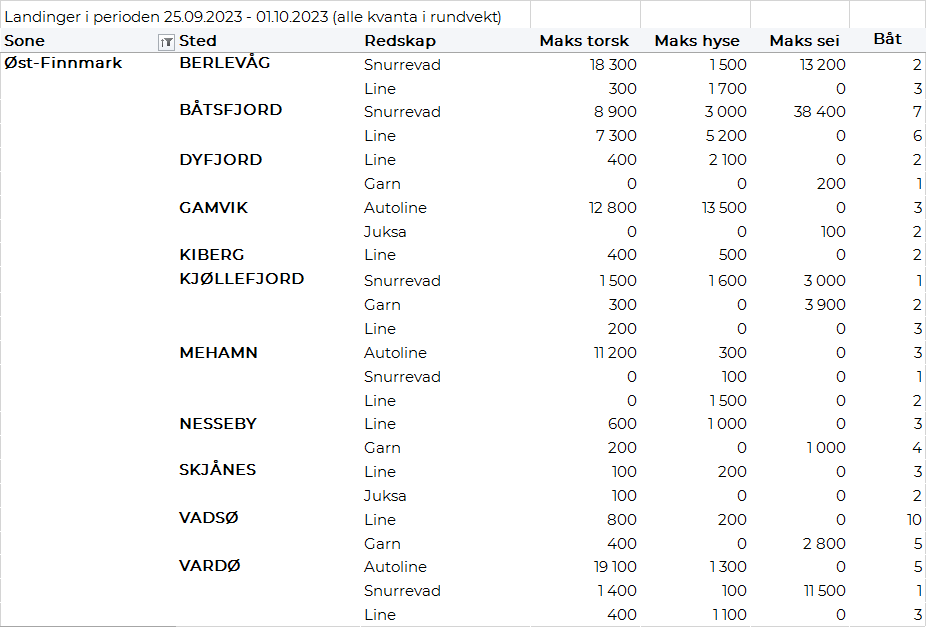 Landinger i perioden 25.09.2023 - 01.10.2023 (alle kvanta i rundvekt)
Sone Sted Redskap Maks torsk Maks hyse Maks sei Båt
Øst-Finnmark BERLEVÅG Snurrevad 18 300 1 500 13 200 2
Line 300 1 700 0 3
BÅTSFJORD Snurrevad 8 900 3 000 38 400 7
Line 7 300 5 200 0 6
DYFJORD Line 400 2 100 0 2
Garn 0 0 200 1
GAMVIK Autoline 12 800 13 500 0 3
Juksa 0 0 100 2
KIBERG Line 400 500 0 2
KJØLLEFJORD Snurrevad 1 500 1 600 3 000 1
Garn 300 0 3 900 2
Line 200 0 0 3
MEHAMN Autoline 11 200 300 0 3
Snurrevad 0 100 0 1
Line 0 1 500 0 2
NESSEBY Line 600 1 000 0 3
Garn 200 0 1 000 4
SKJÅNES Line 100 200 0 3
Juksa 100 0 0 2
VADSØ Line 800 200 0 10
Garn 400 0 2 800 5
VARDØ Autoline 19 100 1 300 0 5
Snurrevad 1 400 100 11 500 1
Line 400 1 100 0 3